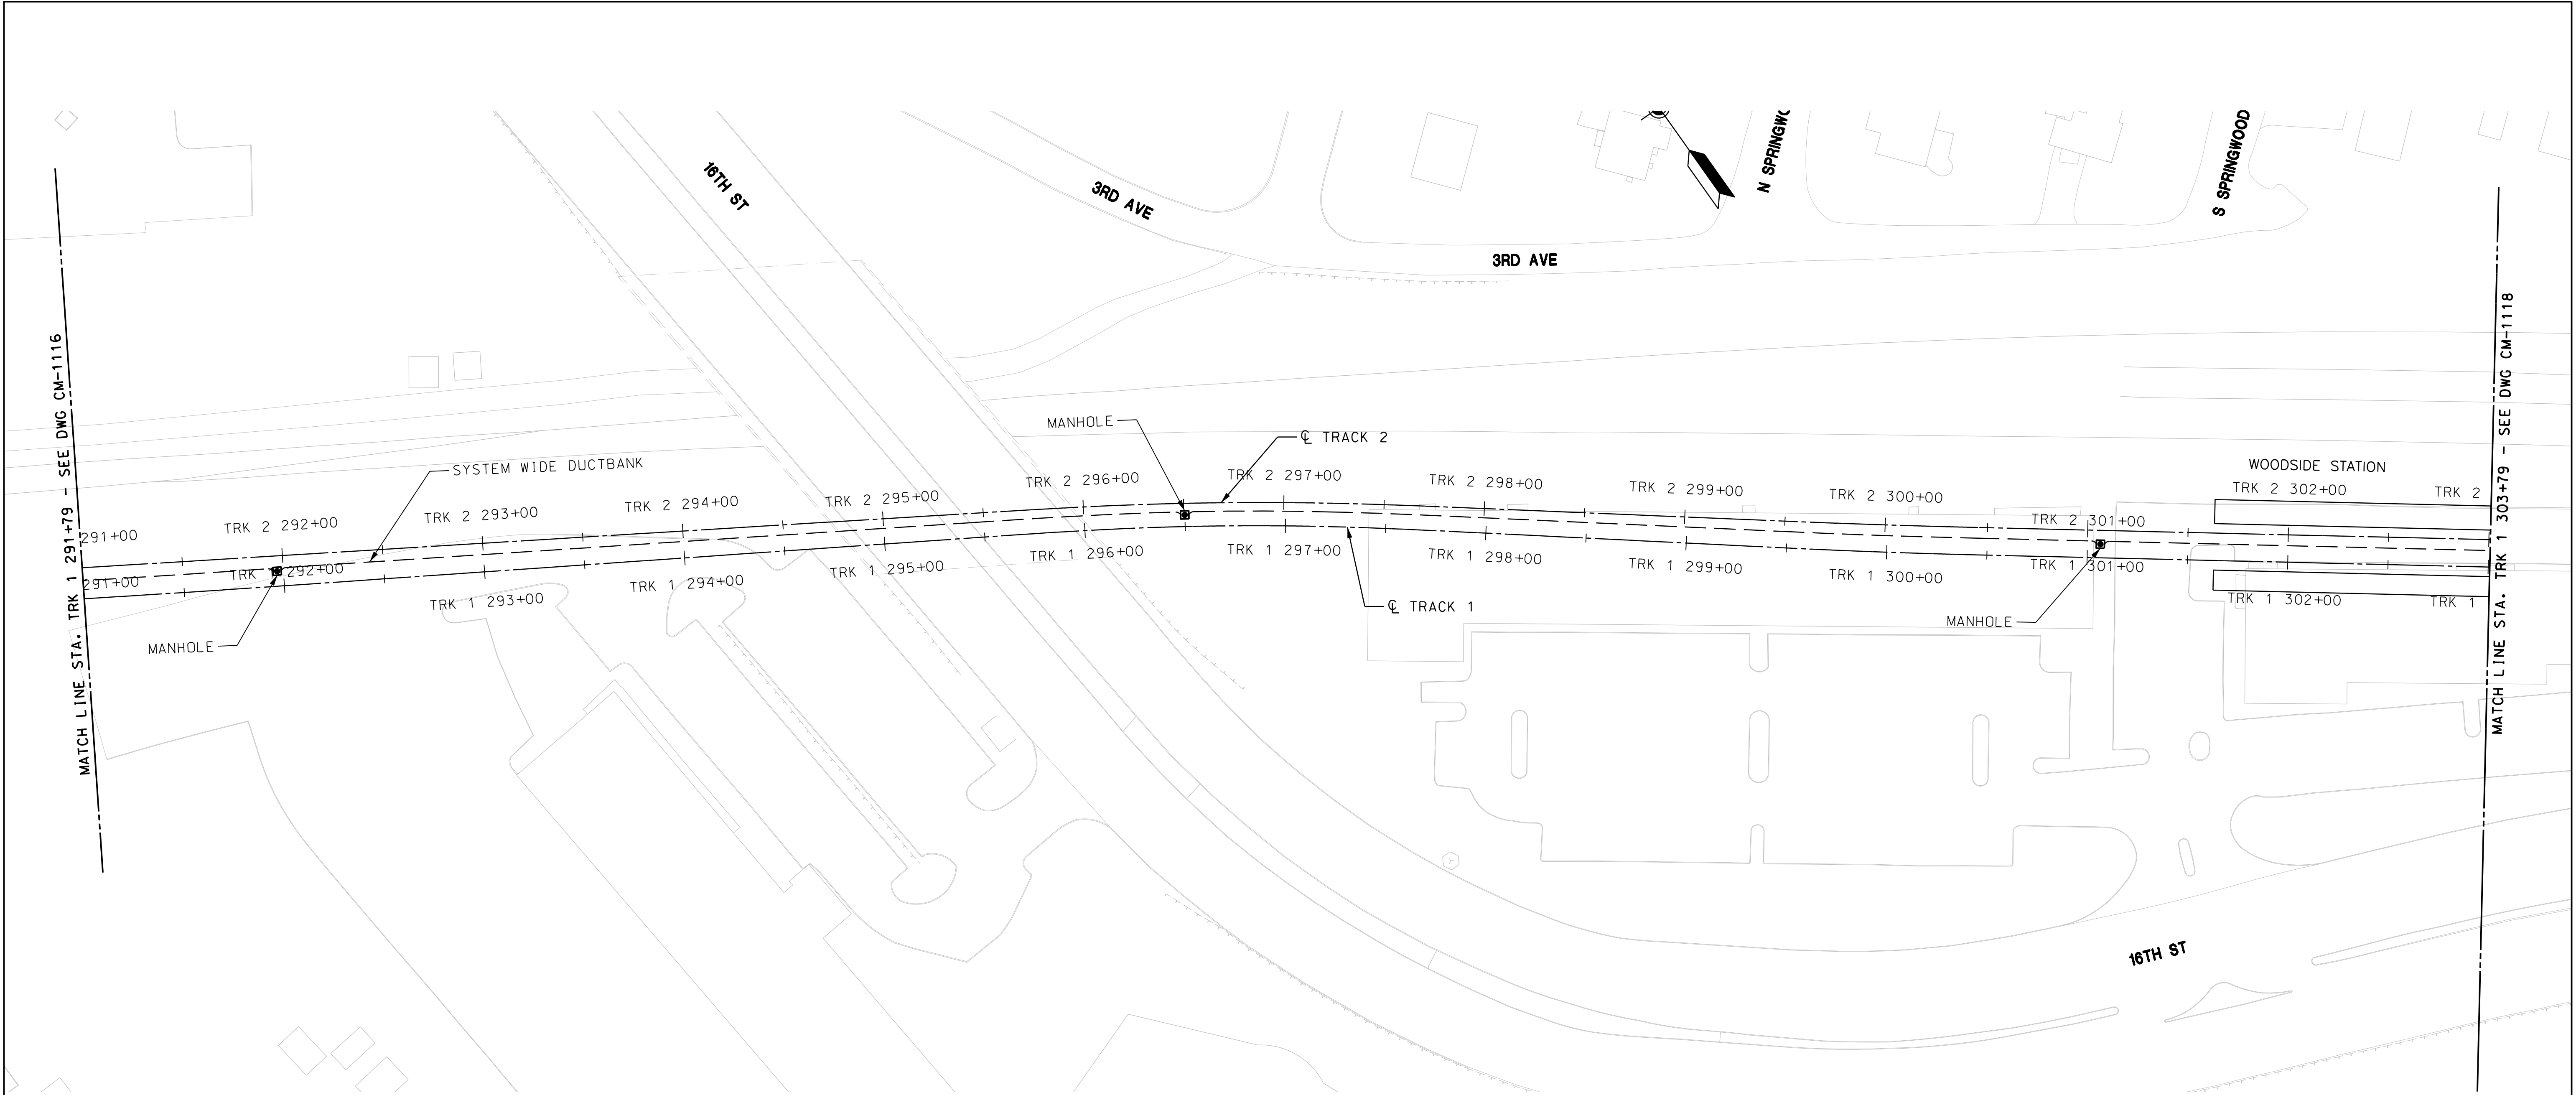 16TH ST
3RD AVE
N SPRINGWO
S SPRINGWOOD
3RD AVE
MATCH LINE STA. TRK 1 291+79 - SEE DWG CM-1116
MATCH LINE STA. TRK 1 303+79 - SEE DWG CM-1118
MANHOLE
℄ TRACK 2
SYSTEM WIDE DUCTBANK
WOODSIDE STATION
291+00
TRK 2 292+00
TRK 2 293+00
TRK 2 294+00
TRK 2 295+00
TRK 2 296+00
TRK 2 297+00
TRK 2 298+00
TRK 2 299+00
TRK 2 300+00
TRK 2 301+00
TRK 2 302+00
TRK 2
291+00
TRK 1 292+00
TRK 1 293+00
TRK 1 294+00
TRK 1 295+00
TRK 1 296+00
TRK 1 297+00
TRK 1 298+00
TRK 1 299+00
TRK 1 300+00
TRK 1 301+00
TRK 1 302+00
TRK 1
℄ TRACK 1
MANHOLE
MANHOLE
16TH ST